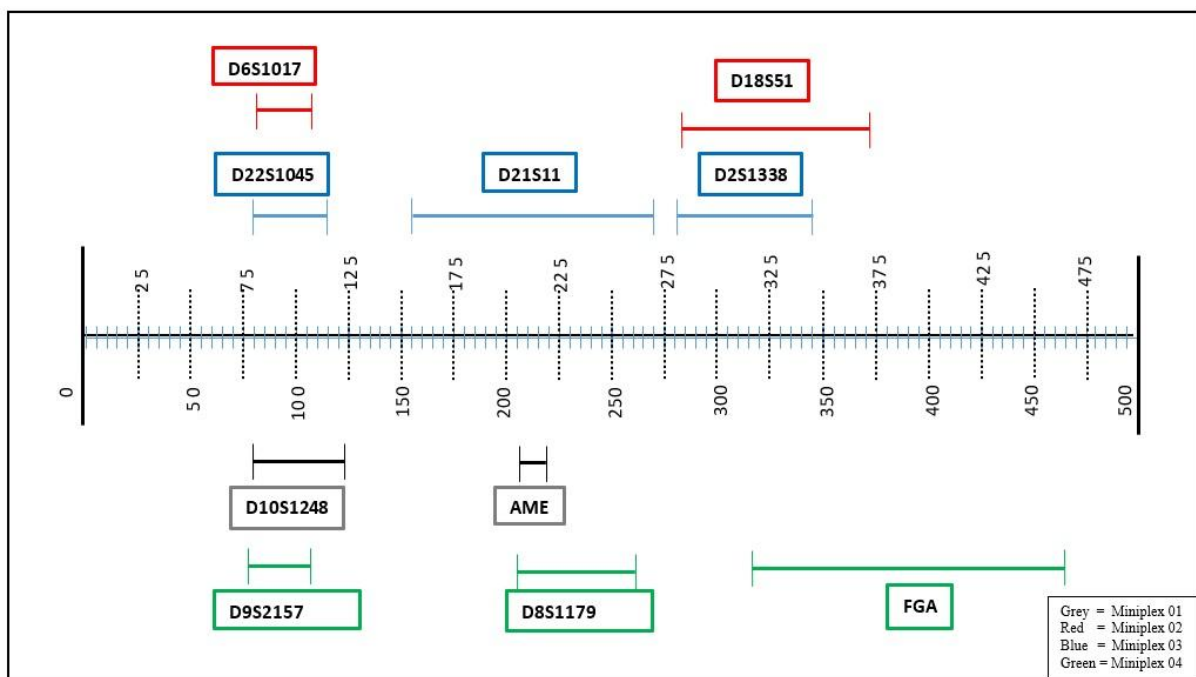 D6S1017
D18S51
D22S1045
D21S11
D2S1338
25
75
125
175
225
275
325
375
425
475
0
50
100
150
200
250
300
350
400
450
500
D10S1248
AME
D9S2157
D8S1179
FGA
Grey = Miniplex 01
Red = Miniplex 02
Blue = Miniplex 03
Green = Miniplex 04